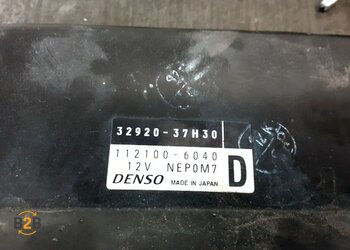 32920-37H30
112100-6040
12V NEP0M7
D
DENSO MADE IN JAPAN